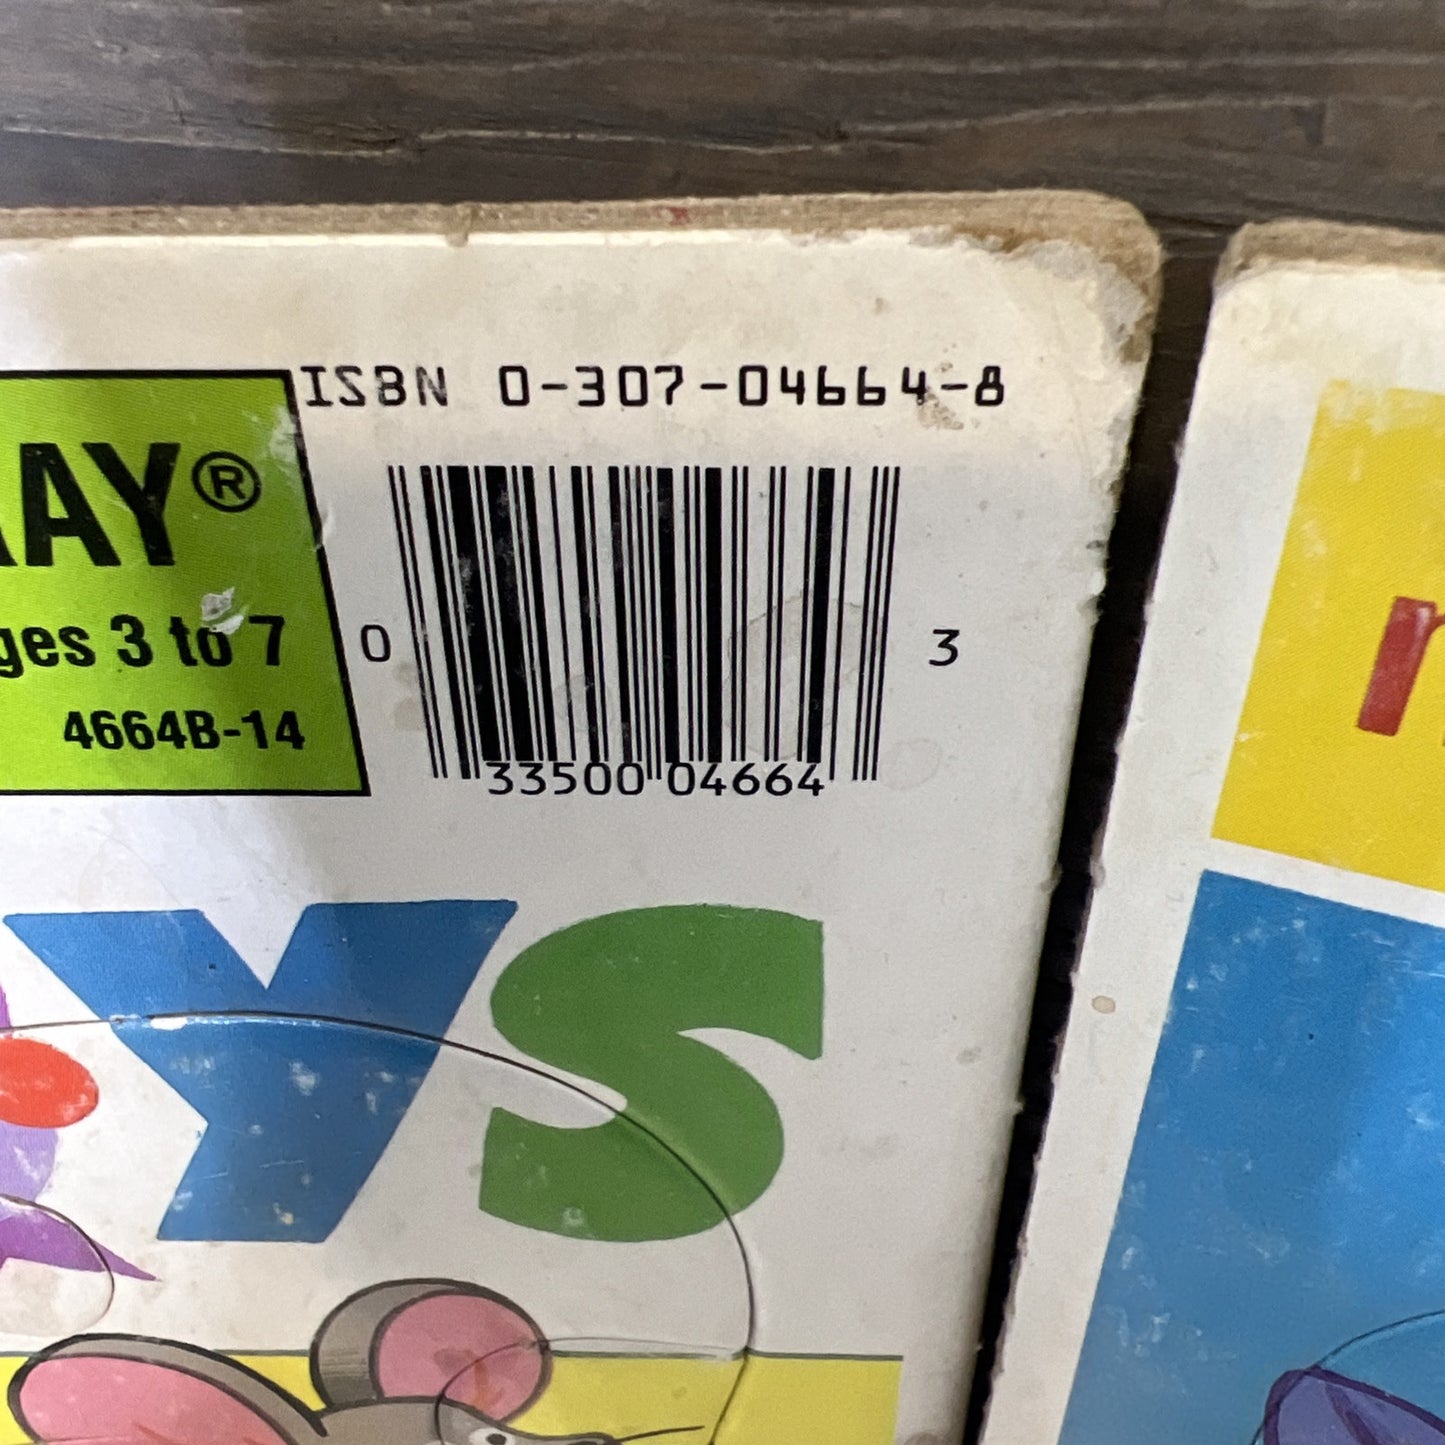 ISBN 0-307-04664-8
AY®
ges 3 to 7
4664B-14
0 33500 04664 3
YS